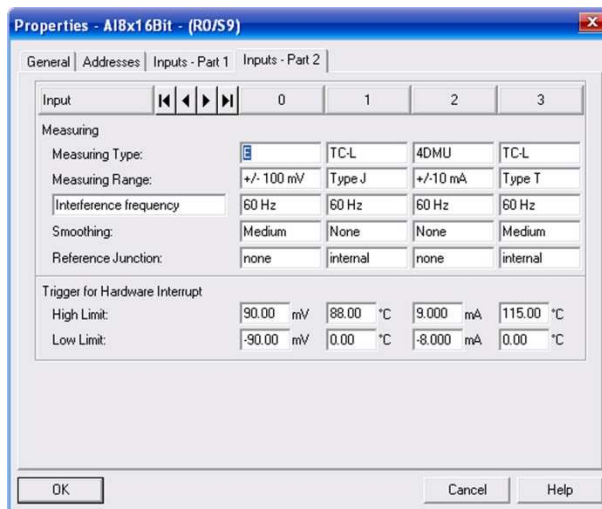 Properties - AI8x16Bit - (R0/S9)
General Addresses Inputs - Part 1 Inputs - Part 2
Input 0 1 2 3
Measuring
Measuring Type: E TC-L 4DMU TC-L
Measuring Range: +/- 100 mV Type J +/-10 mA Type T
Interference frequency 60 Hz 60 Hz 60 Hz 60 Hz
Smoothing: Medium None None Medium
Reference Junction: none internal none internal
Trigger for Hardware Interrupt
High Limit: 90.00 mV 88.00 °C 9.000 mA 115.00 °C
Low Limit: -90.00 mV 0.00 °C -8.000 mA 0.00 °C
OK Cancel Help